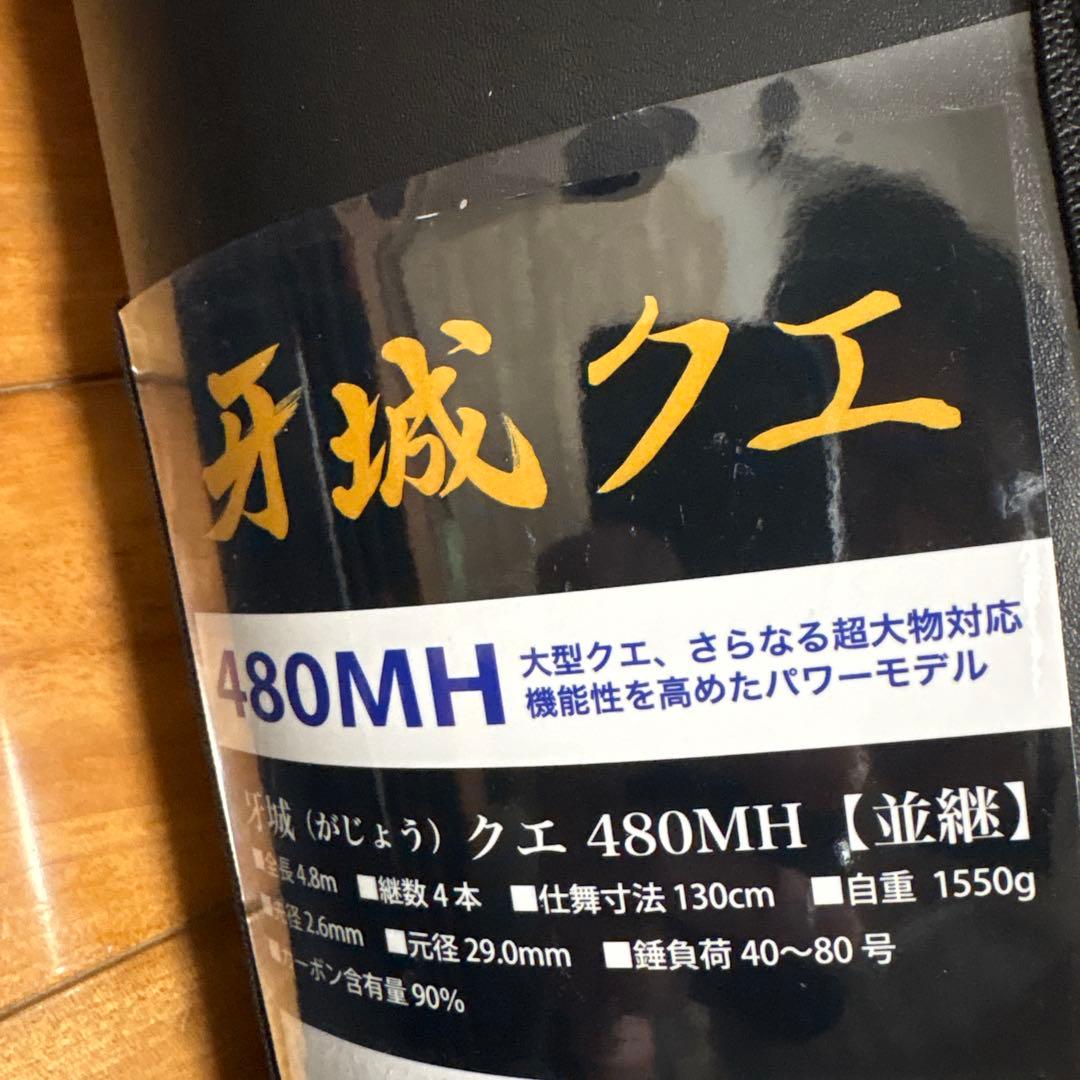 牙城 クエ
480MH
大型クエ、さらなる超大物対応
機能性を高めたパワーモデル
牙城（がじょう）クエ 480MH【並継】
■全長 4.8m ■継数 4 本 ■仕舞寸法 130cm ■自重 1550g
■先径 2.6mm ■元径 29.0mm ■錘負荷 40〜80 号
■カーボン含有量 90%